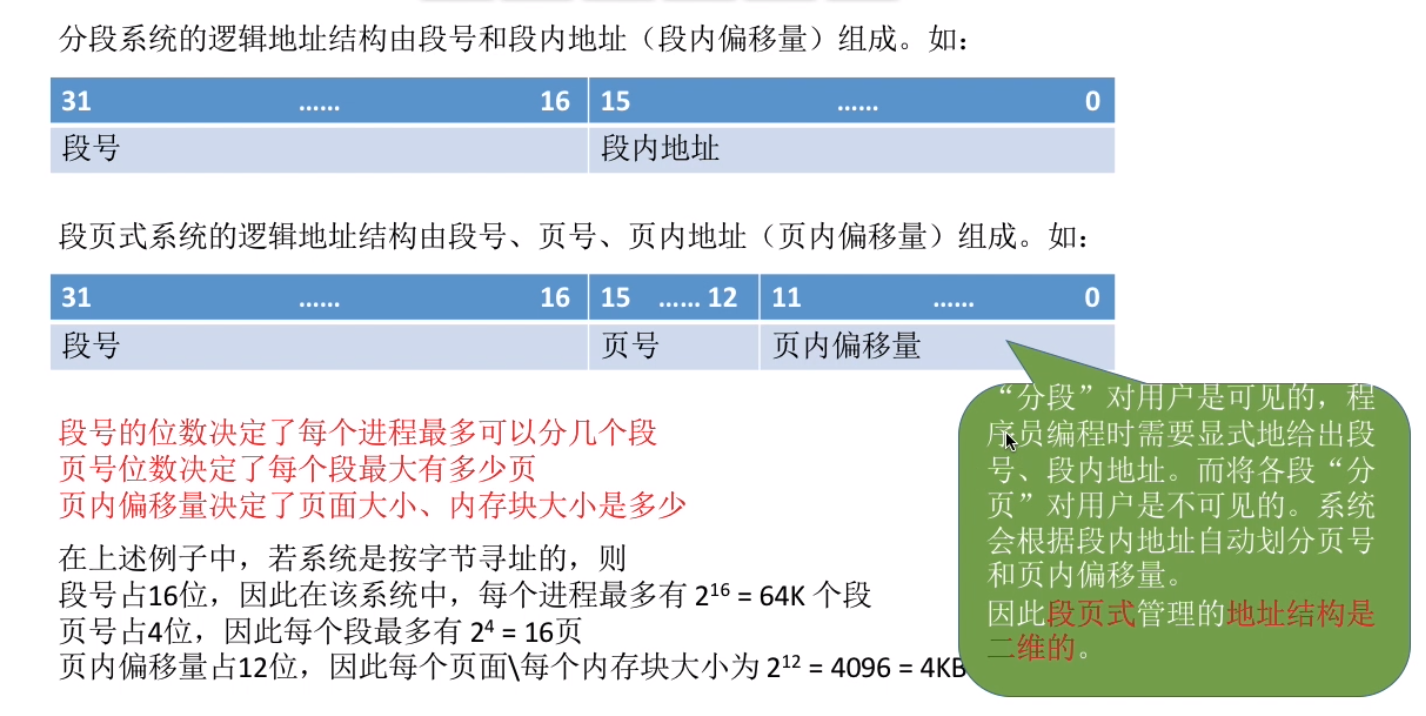 分段系统的逻辑地址结构由段号和段内地址（段内偏移量）组成。如：
31 …… 16 15 …… 0
段号 段内地址
段页式系统的逻辑地址结构由段号、页号、页内地址（页内偏移量）组成。如：
31 …… 16 15 …… 12 11 …… 0
段号 页号 页内偏移量
段号的位数决定了每个进程最多可以分几个段
页号位数决定了每个段最大有多少页
页内偏移量决定了页面大小、内存块大小是多少
在上述例子中，若系统是按字节寻址的，则
段号占16位，因此在该系统中，每个进程最多有 2¹⁶ = 64K 个段
页号占4位，因此每个段最多有 2⁴ = 16页
页内偏移量占12位，因此每个页面\每个内存块大小为 2¹² = 4096 = 4KB
“分段”对用户是可见的，程
序员编程时需要显式地给出段
号、段内地址。而将各段“分
页”对用户是不可见的。系统
会根据段内地址自动划分页号
和页内偏移量。
因此段页式管理的地址结构是
二维的。